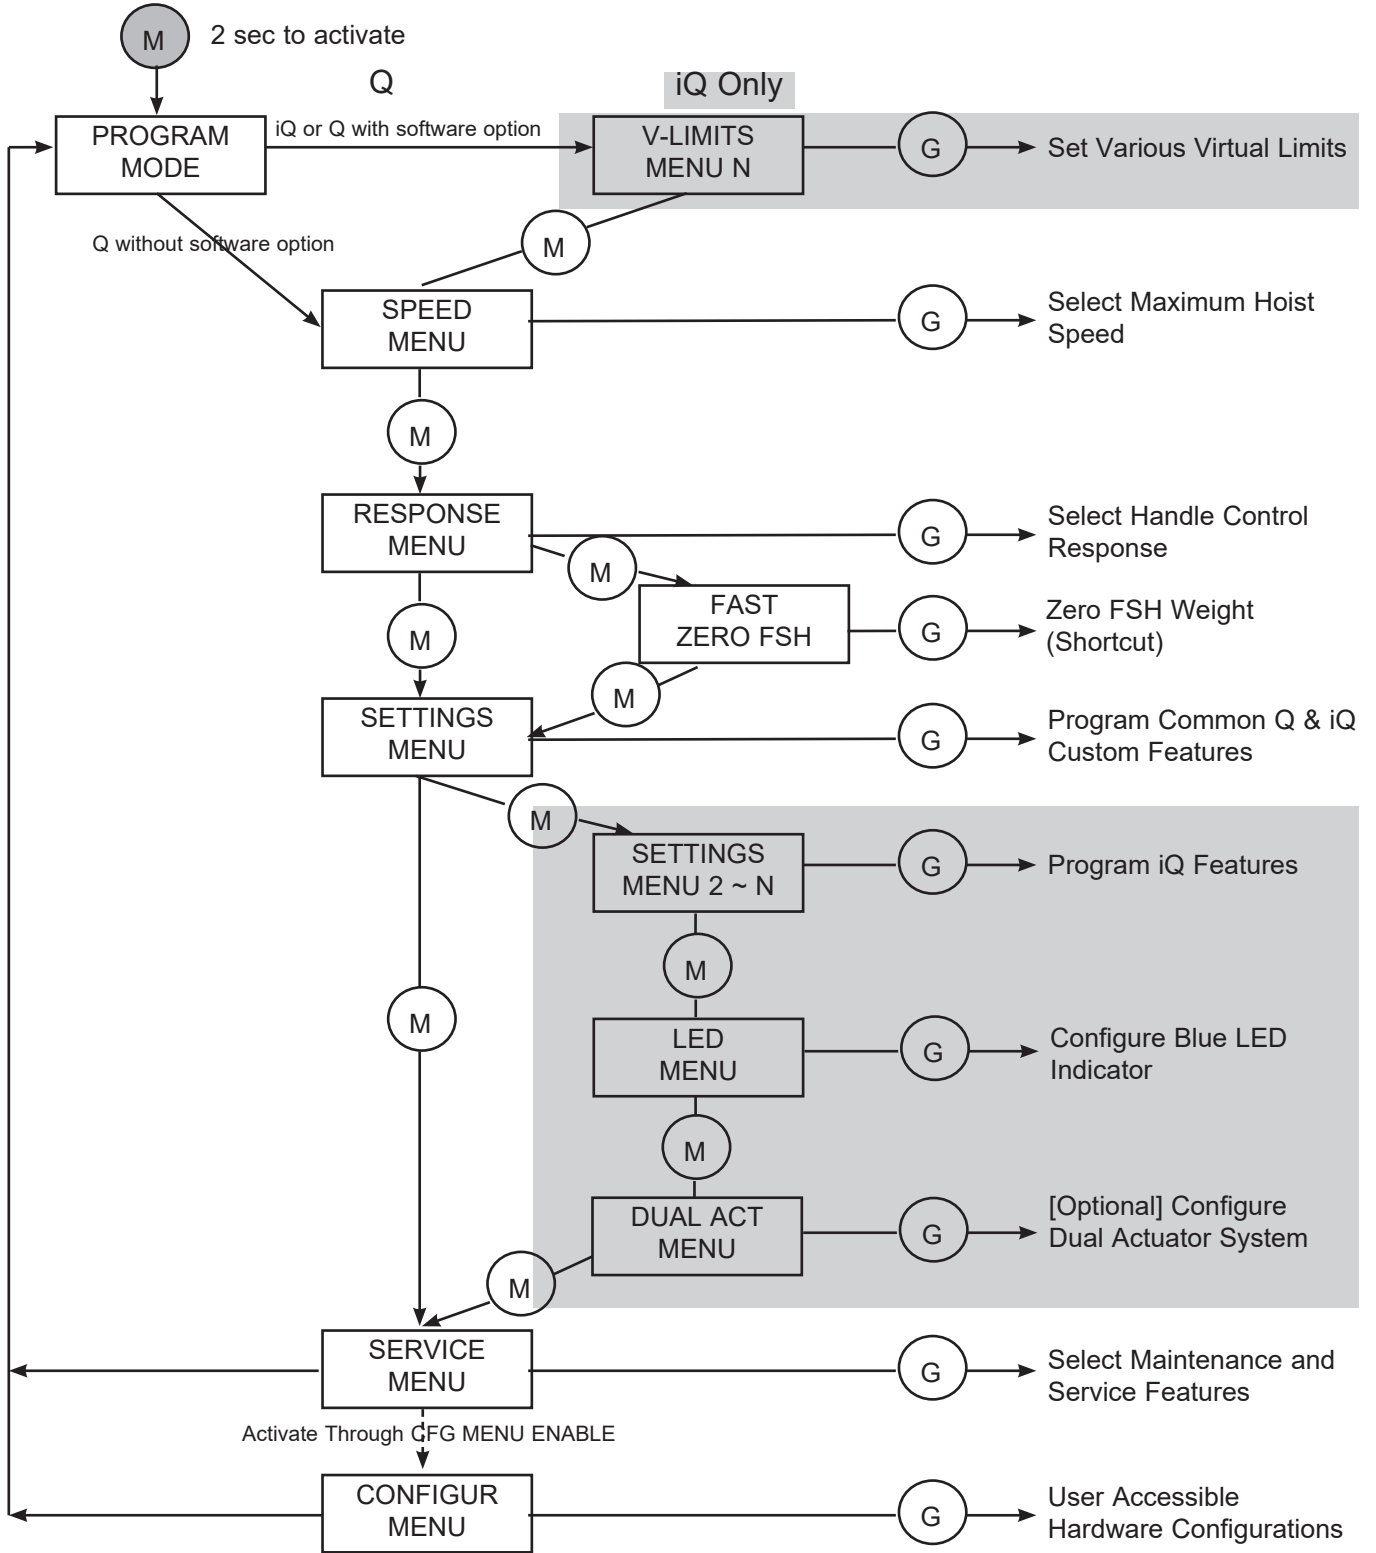 M
2 sec to activate
Q
iQ Only
PROGRAM
MODE
iQ or Q with software option
V-LIMITS
MENU N
G
Set Various Virtual Limits
Q without software option
M
SPEED
MENU
G
Select Maximum Hoist
Speed
M
RESPONSE
MENU
G
Select Handle Control
Response
M
FAST
ZERO FSH
G
Zero FSH Weight
(Shortcut)
M
M
SETTINGS
MENU
G
Program Common Q & iQ
Custom Features
M
SETTINGS
MENU 2 ~ N
G
Program iQ Features
M
M
LED
MENU
G
Configure Blue LED
Indicator
M
DUAL ACT
MENU
G
[Optional] Configure
Dual Actuator System
M
SERVICE
MENU
G
Select Maintenance and
Service Features
Activate Through CFG MENU ENABLE
CONFIGUR
MENU
G
User Accessible
Hardware Configurations